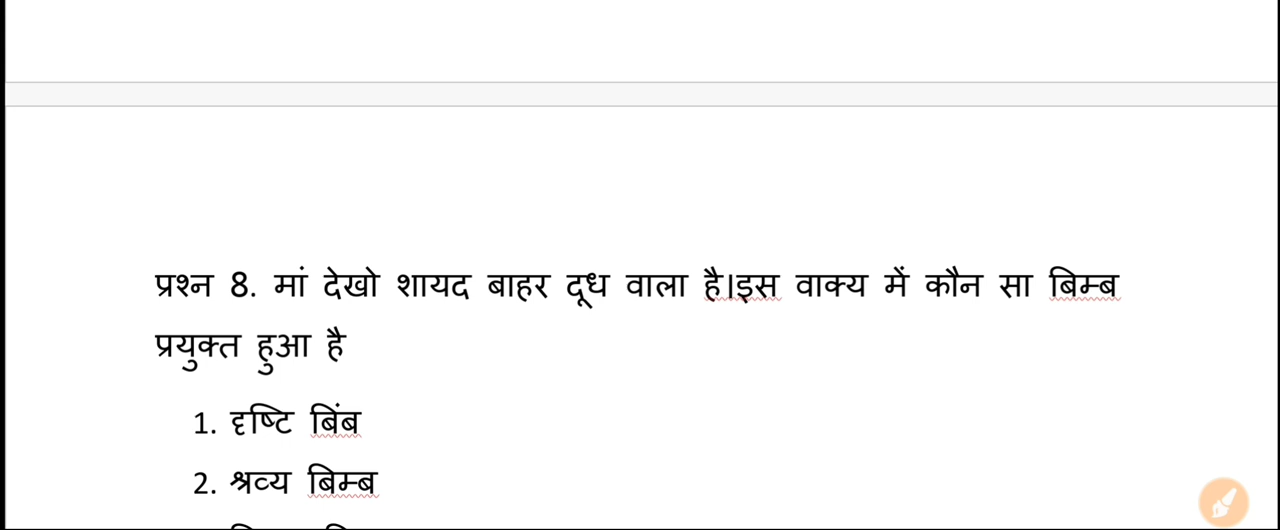 प्रश्न 8. मां देखो शायद बाहर दूध वाला है।इस वाक्य में कौन सा बिम्ब
प्रयुक्त हुआ है
1. दृष्टि बिंब
2. श्रव्य बिम्ब